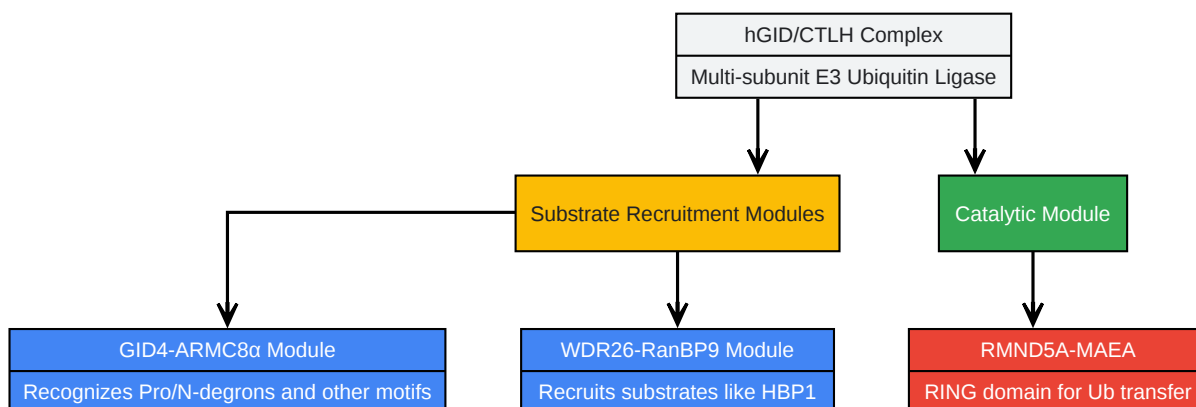 hGID/CTLH Complex
Multi-subunit E3 Ubiquitin Ligase
Substrate Recruitment Modules
Catalytic Module
GID4-ARMC8α Module
Recognizes Pro/N-degrons and other motifs
WDR26-RanBP9 Module
Recruits substrates like HBP1
RMND5A-MAEA
RING domain for Ub transfer